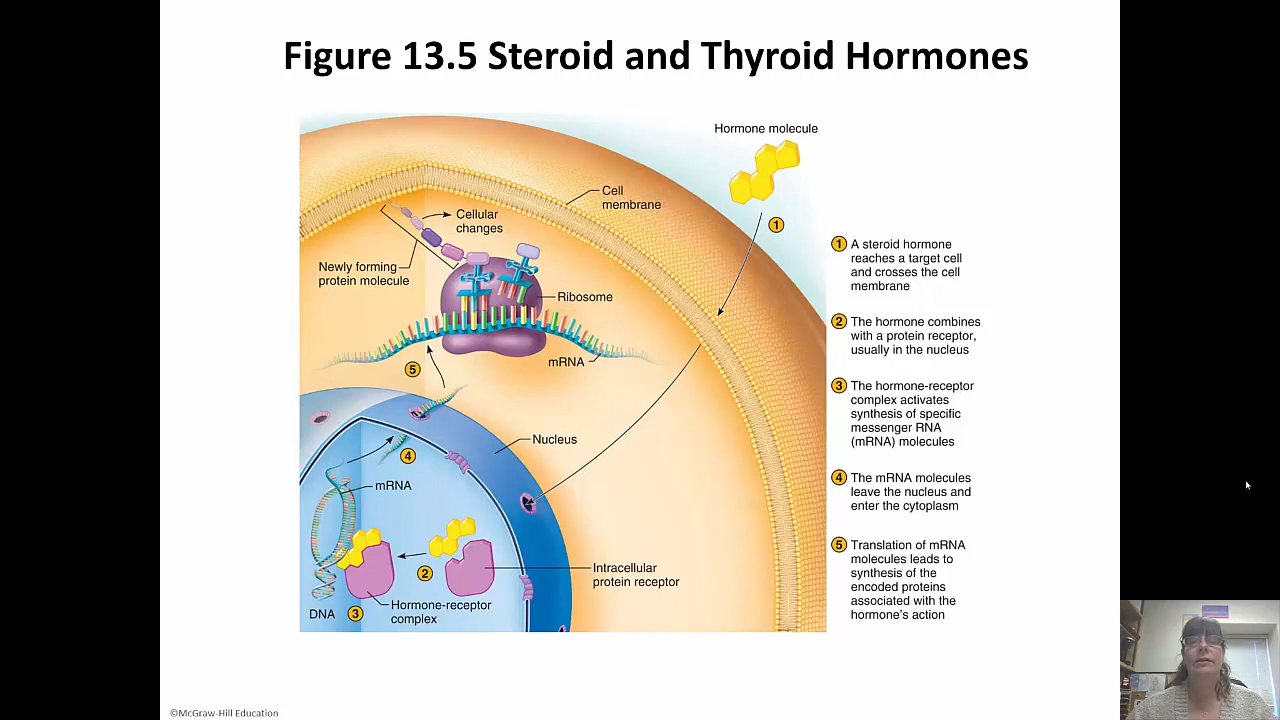 Figure 13.5 Steroid and Thyroid Hormones
Hormone molecule
Cell
membrane
1
Cellular
changes
Newly forming
protein molecule
Ribosome
mRNA
5
Nucleus
4
mRNA
2
Intracellular
protein receptor
DNA
3
Hormone-receptor
complex
1 A steroid hormone
reaches a target cell
and crosses the cell
membrane
2 The hormone combines
with a protein receptor,
usually in the nucleus
3 The hormone-receptor
complex activates
synthesis of specific
messenger RNA
(mRNA) molecules
4 The mRNA molecules
leave the nucleus and
enter the cytoplasm
5 Translation of mRNA
molecules leads to
synthesis of the
encoded proteins
associated with the
hormone's action
©McGraw-Hill Education